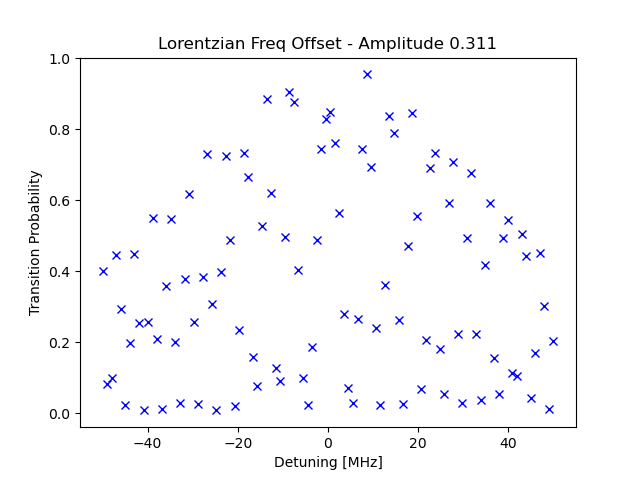 Lorentzian Freq Offset - Amplitude 0.311
Transition Probability
1.0
0.8
0.6
0.4
0.2
0.0
−40 −20 0 20 40
Detuning [MHz]